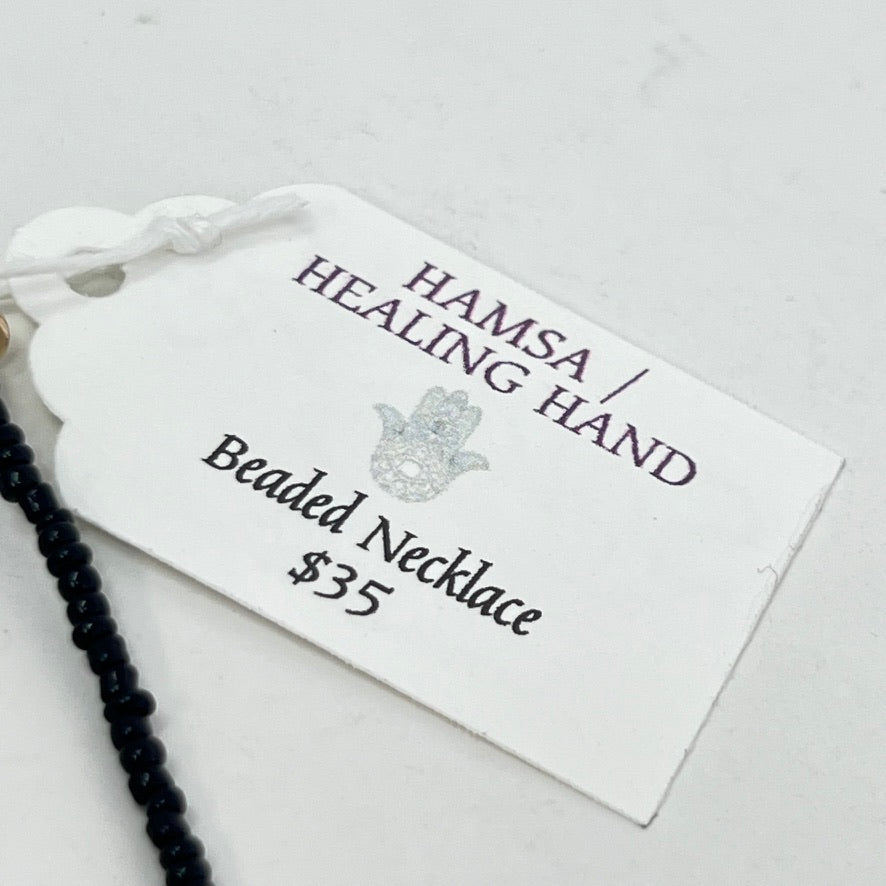 HAMSA /
HEALING HAND
Beaded Necklace
$35